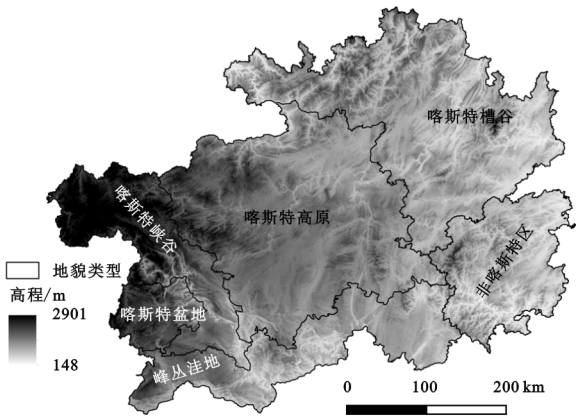 喀斯特槽谷
喀斯特高原
喀斯特峡谷
非喀斯特区
喀斯特盆地
峰丛洼地
地貌类型
高程/m
2901
148
0 100 200 km